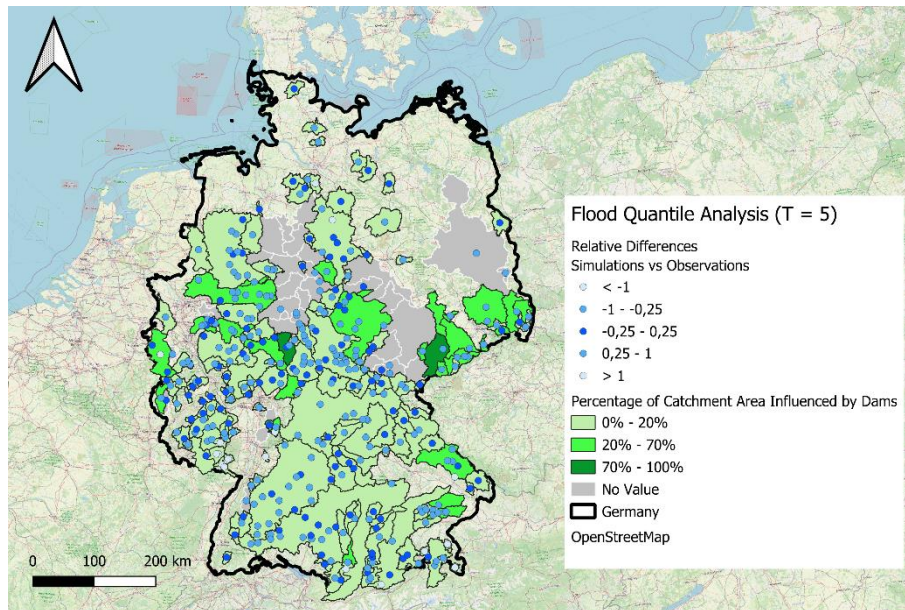 Flood Quantile Analysis (T = 5)
Relative Differences
Simulations vs Observations
< -1
-1 - -0,25
-0,25 - 0,25
0,25 - 1
> 1
Percentage of Catchment Area Influenced by Dams
0% - 20%
20% - 70%
70% - 100%
No Value
Germany
OpenStreetMap
0 100 200 km